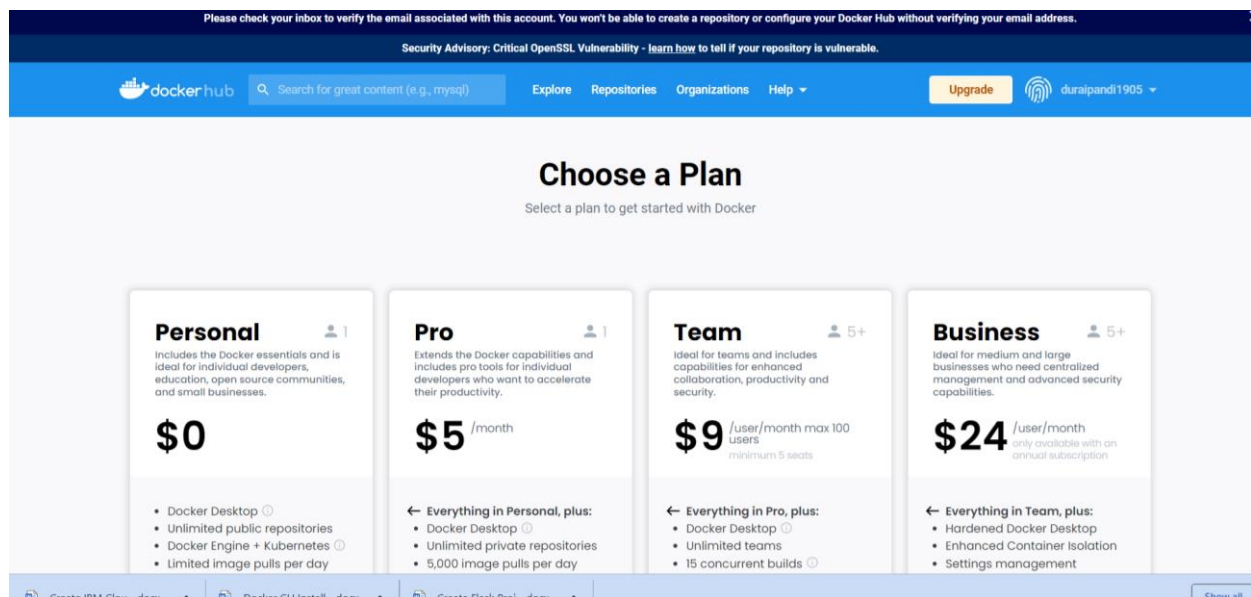 Please check your inbox to verify the email associated with this account. You won't be able to create a repository or configure your Docker Hub without verifying your email address.
Security Advisory: Critical OpenSSL Vulnerability - learn how to tell if your repository is vulnerable.
dockerhub Search for great content (e.g., mysql) Explore Repositories Organizations Help Upgrade duraipandi1905
Choose a Plan
Select a plan to get started with Docker
Personal 1
Includes the Docker essentials and is
ideal for individual developers,
education, open source communities,
and small businesses.
$0
• Docker Desktop
• Unlimited public repositories
• Docker Engine + Kubernetes
• Limited image pulls per day
Pro 1
Extends the Docker capabilities and
includes pro tools for individual
developers who want to accelerate
their productivity.
$5 /month
← Everything in Personal, plus:
• Docker Desktop
• Unlimited private repositories
• 5,000 image pulls per day
Team 5+
Ideal for teams and includes
capabilities for enhanced
collaboration, productivity and
security.
$9 /user/month max 100
users
minimum 5 seats
← Everything in Pro, plus:
• Docker Desktop
• Unlimited teams
• 15 concurrent builds
Business 5+
Ideal for medium and large
businesses who need centralized
management and advanced security
capabilities.
$24 /user/month
only available with an
annual subscription
← Everything in Team, plus:
• Hardened Docker Desktop
• Enhanced Container Isolation
• Settings management
Show all